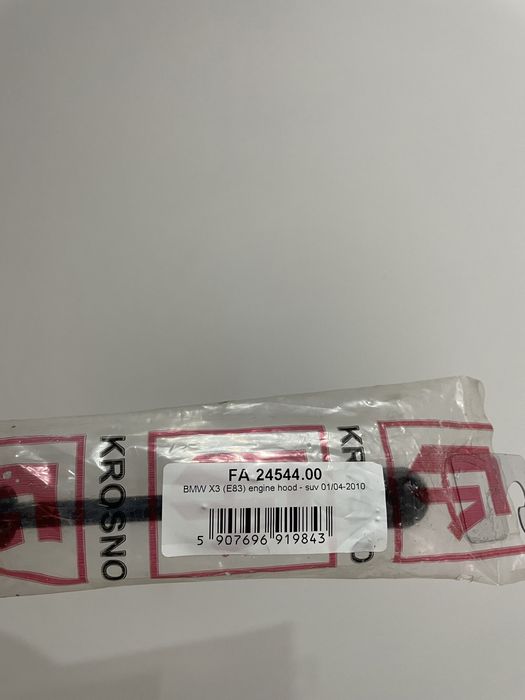 KROSNO
KROSNO
FA 24544.00
BMW X3 (E83) engine hood - suv 01/04-2010
5 907696 919843